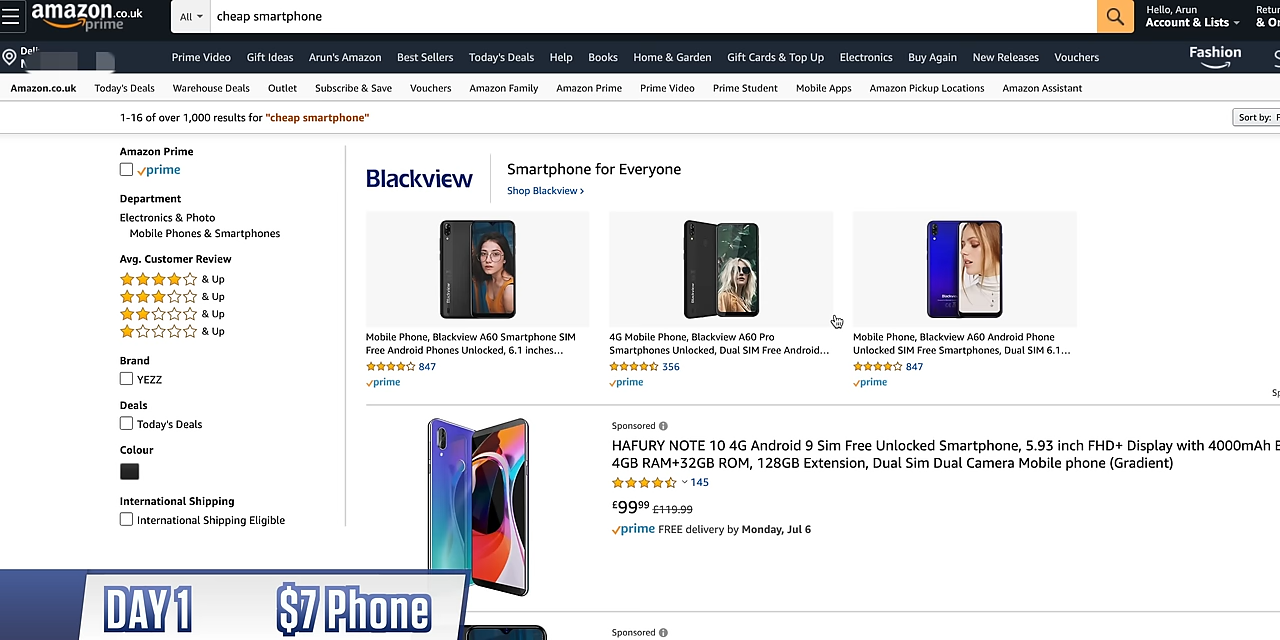 amazon.co.uk
prime
All
cheap smartphone
Hello, Arun
Account & Lists
Prime Video Gift Ideas Arun's Amazon Best Sellers Today's Deals Help Books Home & Garden Gift Cards & Top Up Electronics Buy Again New Releases Vouchers
Fashion
Amazon.co.uk Today's Deals Warehouse Deals Outlet Subscribe & Save Vouchers Amazon Family Amazon Prime Prime Video Prime Student Mobile Apps Amazon Pickup Locations Amazon Assistant
1-16 of over 1,000 results for "cheap smartphone"
Sort by:
Amazon Prime
prime
Department
Electronics & Photo
Mobile Phones & Smartphones
Avg. Customer Review
& Up
& Up
& Up
& Up
Brand
YEZZ
Deals
Today's Deals
Colour
International Shipping
International Shipping Eligible
Blackview
Smartphone for Everyone
Shop Blackview ›
Mobile Phone, Blackview A60 Smartphone SIM
Free Android Phones Unlocked, 6.1 inches…
847
prime
4G Mobile Phone, Blackview A60 Pro
Smartphones Unlocked, Dual SIM Free Android…
356
prime
Mobile Phone, Blackview A60 Android Phone
Unlocked SIM Free Smartphones, Dual SIM 6.1…
847
prime
Sponsored
HAFURY NOTE 10 4G Android 9 Sim Free Unlocked Smartphone, 5.93 inch FHD+ Display with 4000mAh
4GB RAM+32GB ROM, 128GB Extension, Dual Sim Dual Camera Mobile phone (Gradient)
145
£99.99 £119.99
prime FREE delivery by Monday, Jul 6
Sponsored
DAY 1 $7 Phone